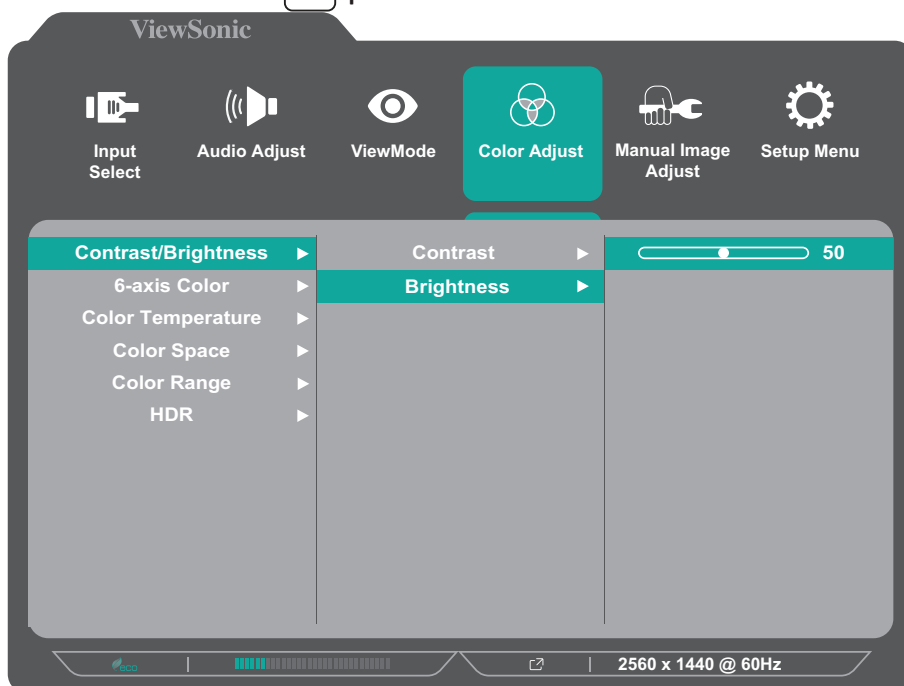 ViewSonic
Input
Select
Audio Adjust
ViewMode
Color Adjust
Manual Image
Adjust
Setup Menu
Contrast/Brightness
Contrast
50
6-axis Color
Brightness
Color Temperature
Color Space
Color Range
HDR
eco
2560 x 1440 @ 60Hz